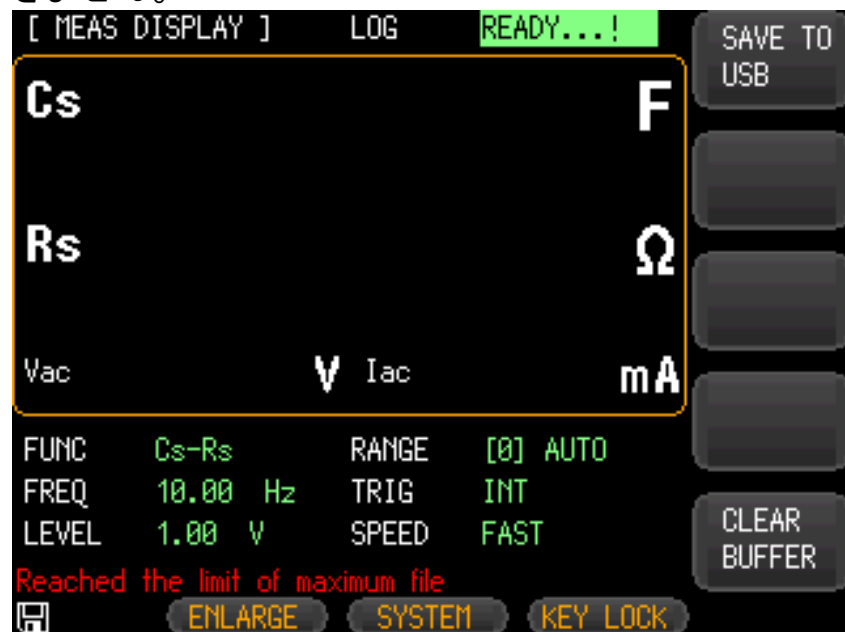 [ MEAS DISPLAY ] LOG READY...!
SAVE TO
USB
Cs F
Rs Ω
Vac V Iac mA
FUNC Cs-Rs RANGE [0] AUTO
FREQ 10.00 Hz TRIG INT
LEVEL 1.00 V SPEED FAST
CLEAR
BUFFER
Reached the limit of maximum file
ENLARGE SYSTEM KEY LOCK